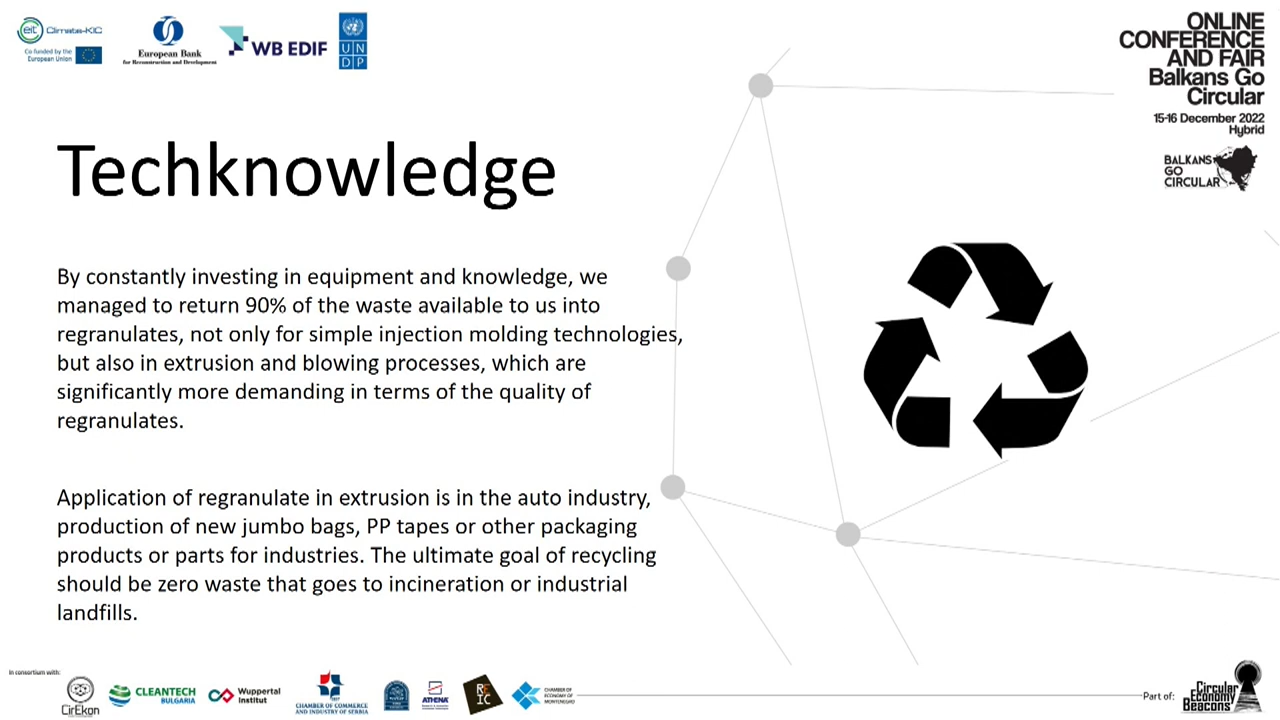 eit Climate-KIC
Co funded by the
European Union
European Bank
for Reconstruction and Development
WB EDIF
UN
DP
ONLINE
CONFERENCE
AND FAIR
Balkans Go
Circular
15-16 December 2022
Hybrid
BALKANS
GO
CIRCULAR
Techknowledge
By constantly investing in equipment and knowledge, we
managed to return 90% of the waste available to us into
regranulates, not only for simple injection molding technologies,
but also in extrusion and blowing processes, which are
significantly more demanding in terms of the quality of
regranulates.
Application of regranulate in extrusion is in the auto industry,
production of new jumbo bags, PP tapes or other packaging
products or parts for industries. The ultimate goal of recycling
should be zero waste that goes to incineration or industrial
landfills.
In consortium with:
CirEkon
CLEANTECH
BULGARIA
Wuppertal
Institut
CHAMBER OF COMMERCE
AND INDUSTRY OF SERBIA
ATHENA
REIC
CHAMBER OF
ECONOMY OF
MONTENEGRO
Part of:
Circular
Economy
Beacons